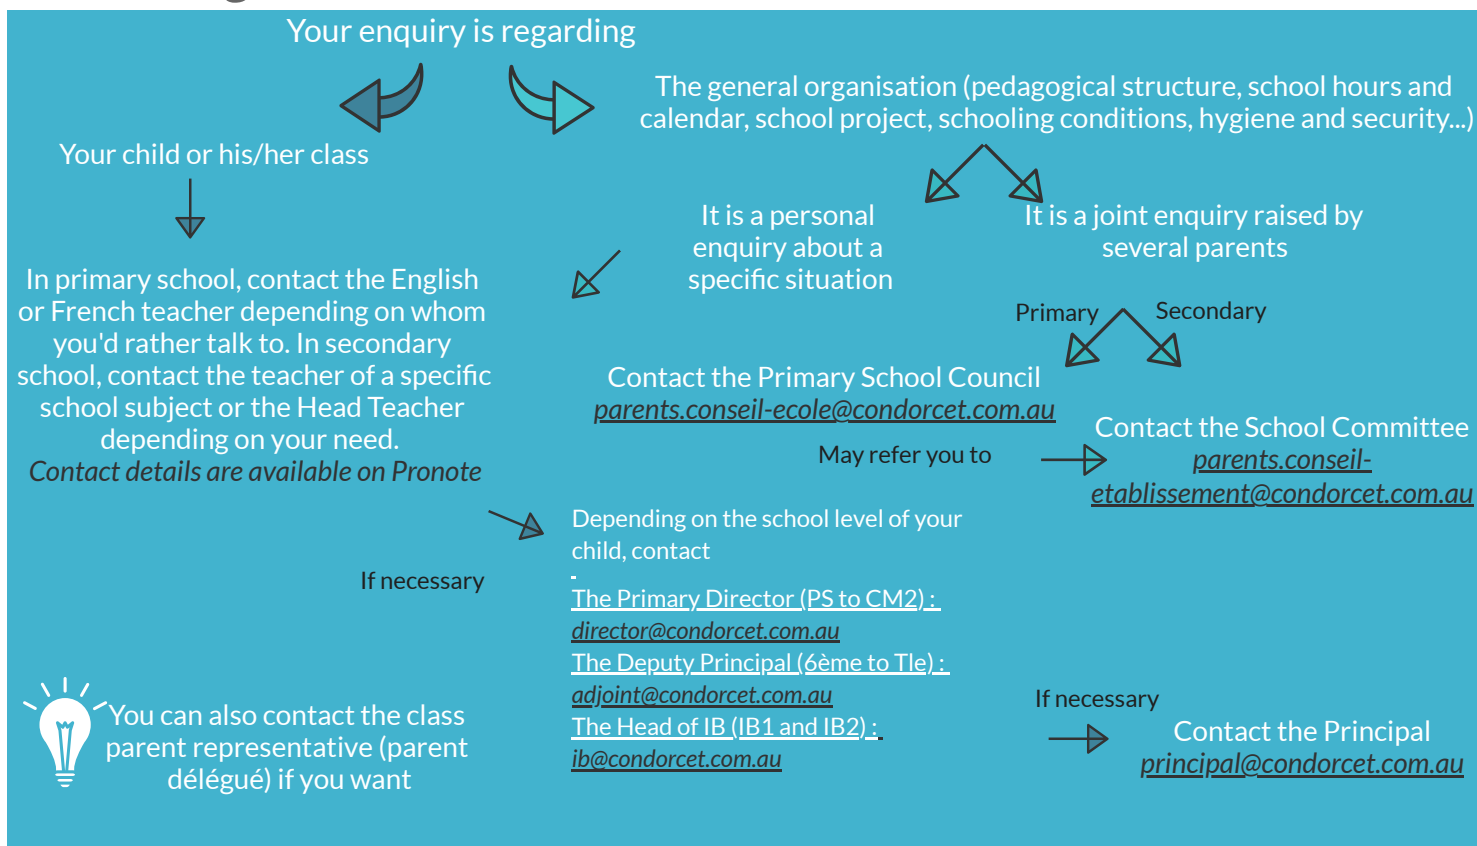 Your enquiry is regarding
The general organisation (pedagogical structure, school hours and
calendar, school project, schooling conditions, hygiene and security...)
Your child or his/her class
It is a personal
enquiry about a
specific situation
It is a joint enquiry raised by
several parents
In primary school, contact the English
or French teacher depending on whom
you'd rather talk to. In secondary
school, contact the teacher of a specific
school subject or the Head Teacher
depending on your need.
Contact details are available on Pronote
Primary
Secondary
Contact the Primary School Council
parents.conseil-ecole@condorcet.com.au
May refer you to
Contact the School Committee
parents.conseil-
etablissement@condorcet.com.au
If necessary
Depending on the school level of your
child, contact
The Primary Director (PS to CM2) :
director@condorcet.com.au
The Deputy Principal (6ème to Tle) :
adjoint@condorcet.com.au
The Head of IB (IB1 and IB2) :
ib@condorcet.com.au
If necessary
Contact the Principal
principal@condorcet.com.au
You can also contact the class
parent representative (parent
délégué) if you want